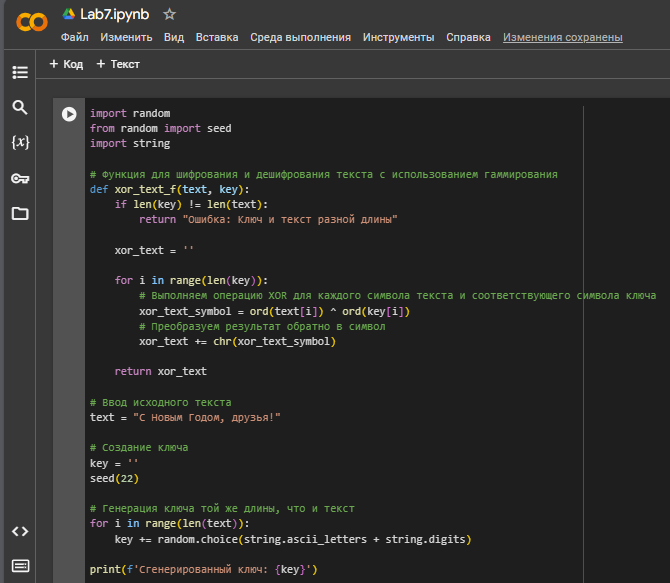 Lab7.ipynb
Файл Изменить Вид Вставка Среда выполнения Инструменты Справка Изменения сохранены
+ Код + Текст
import random
from random import seed
import string
# Функция для шифрования и дешифрования текста с использованием гаммирования
def xor_text_f(text, key):
    if len(key) != len(text):
        return "Ошибка: Ключ и текст разной длины"
    xor_text = ''
    for i in range(len(key)):
        # Выполняем операцию XOR для каждого символа текста и соответствующего символа ключа
        xor_text_symbol = ord(text[i]) ^ ord(key[i])
        # Преобразуем результат обратно в символ
        xor_text += chr(xor_text_symbol)
    return xor_text
# Ввод исходного текста
text = "С Новым Годом, друзья!"
# Создание ключа
key = ''
seed(22)
# Генерация ключа той же длины, что и текст
for i in range(len(text)):
    key += random.choice(string.ascii_letters + string.digits)
print(f'Сгенерированный ключ: {key}')